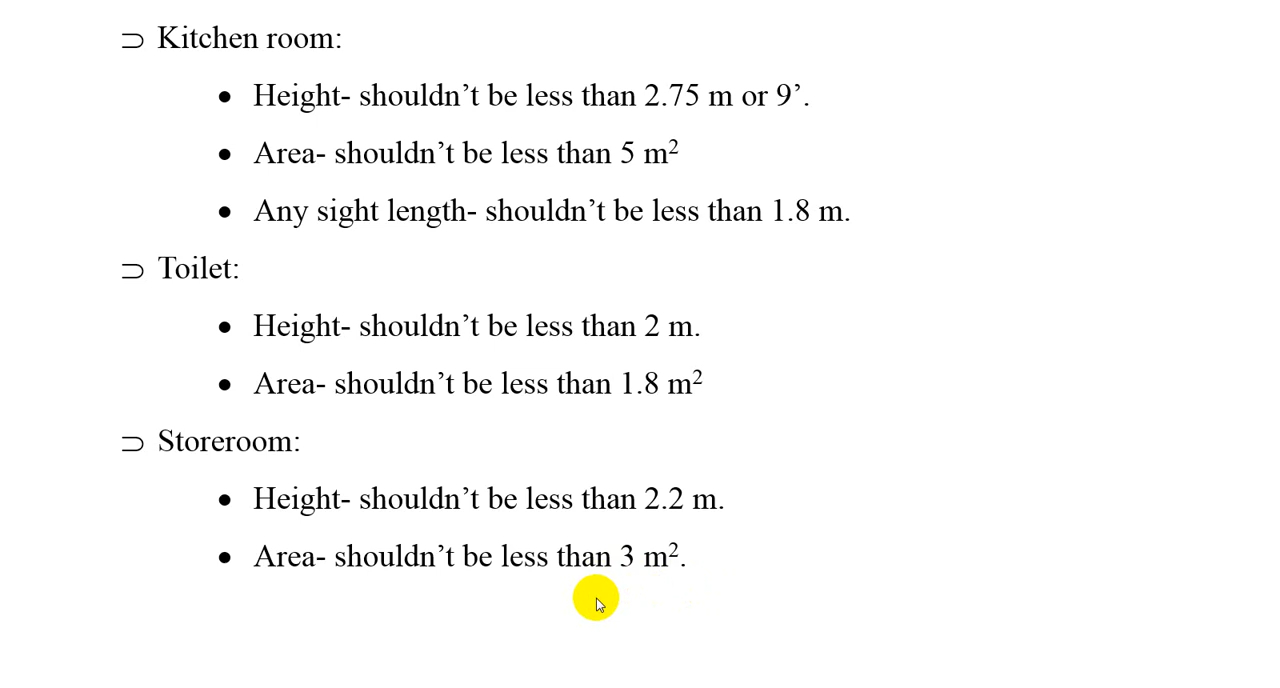 ⊃ Kitchen room:
• Height- shouldn’t be less than 2.75 m or 9’.
• Area- shouldn’t be less than 5 m²
• Any sight length- shouldn’t be less than 1.8 m.
⊃ Toilet:
• Height- shouldn’t be less than 2 m.
• Area- shouldn’t be less than 1.8 m²
⊃ Storeroom:
• Height- shouldn’t be less than 2.2 m.
• Area- shouldn’t be less than 3 m².